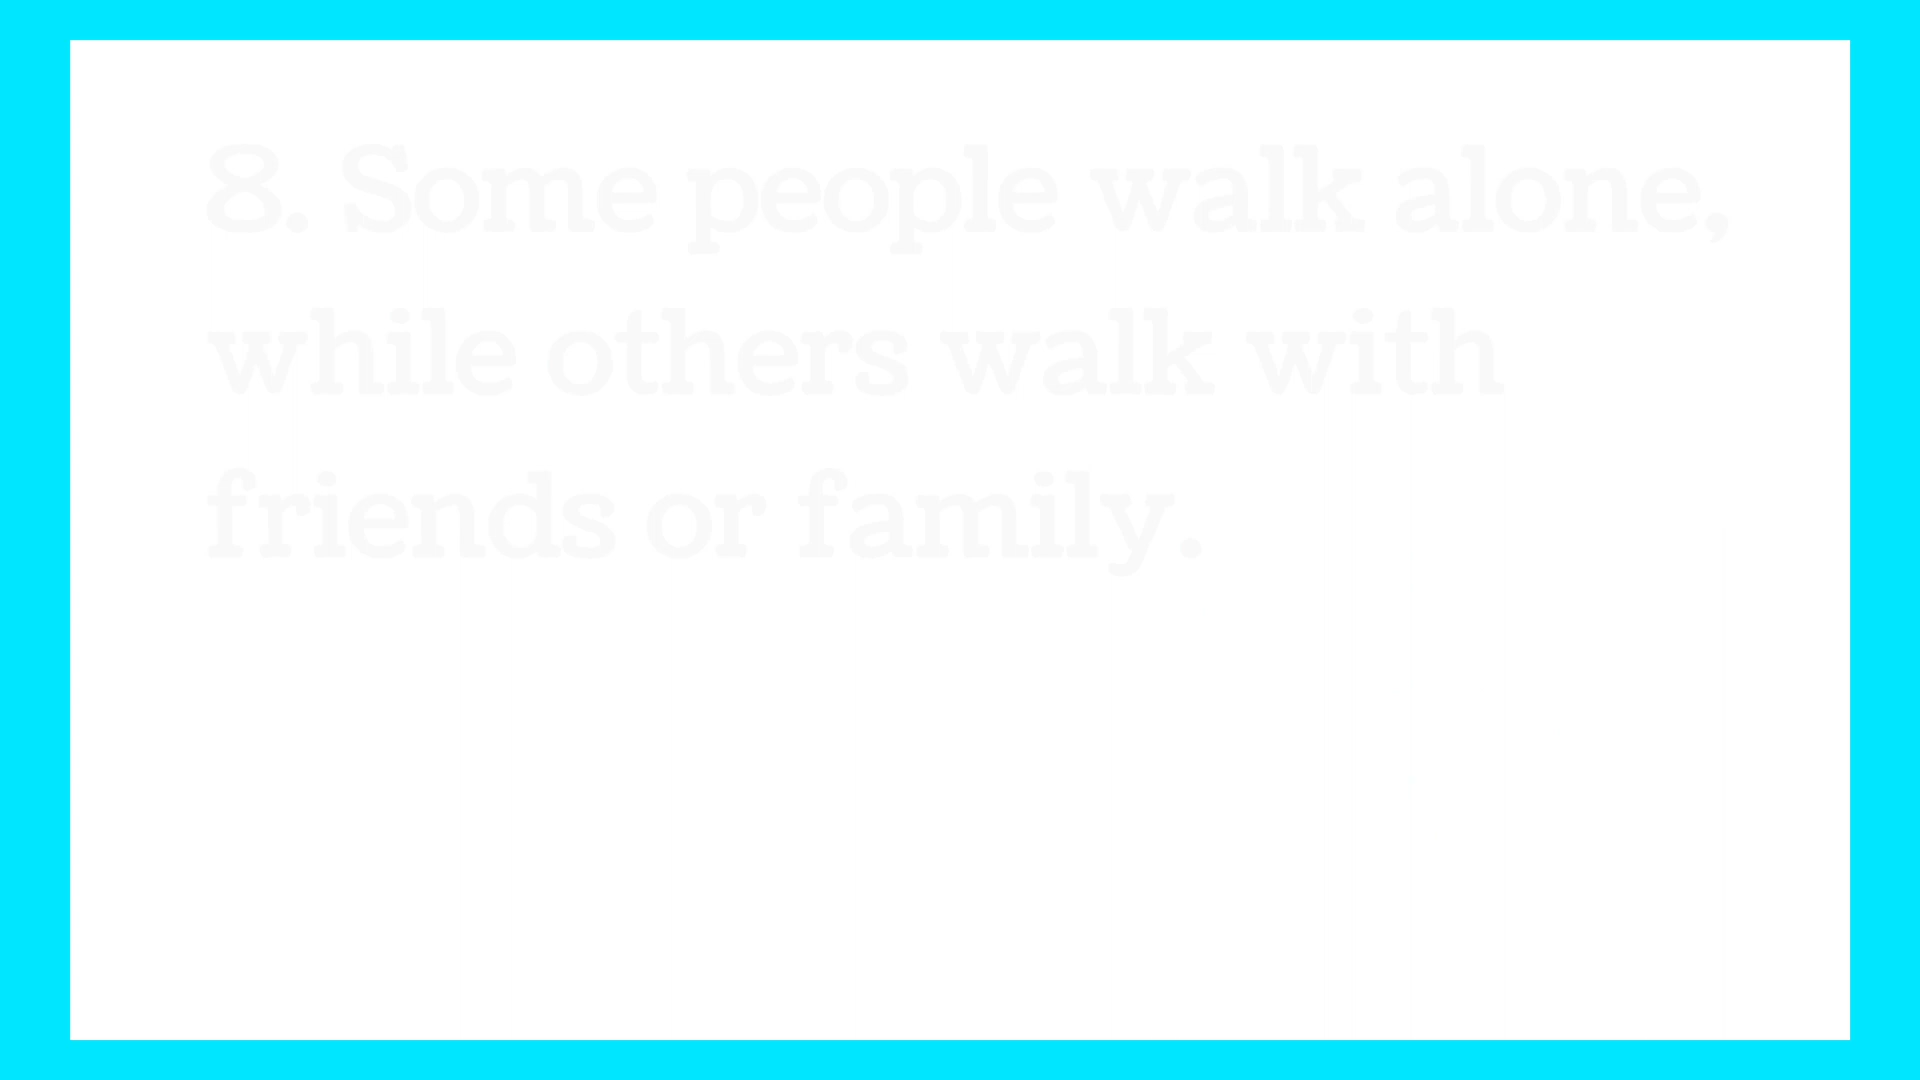 8. Some people walk alone,
while others walk with
friends or family.